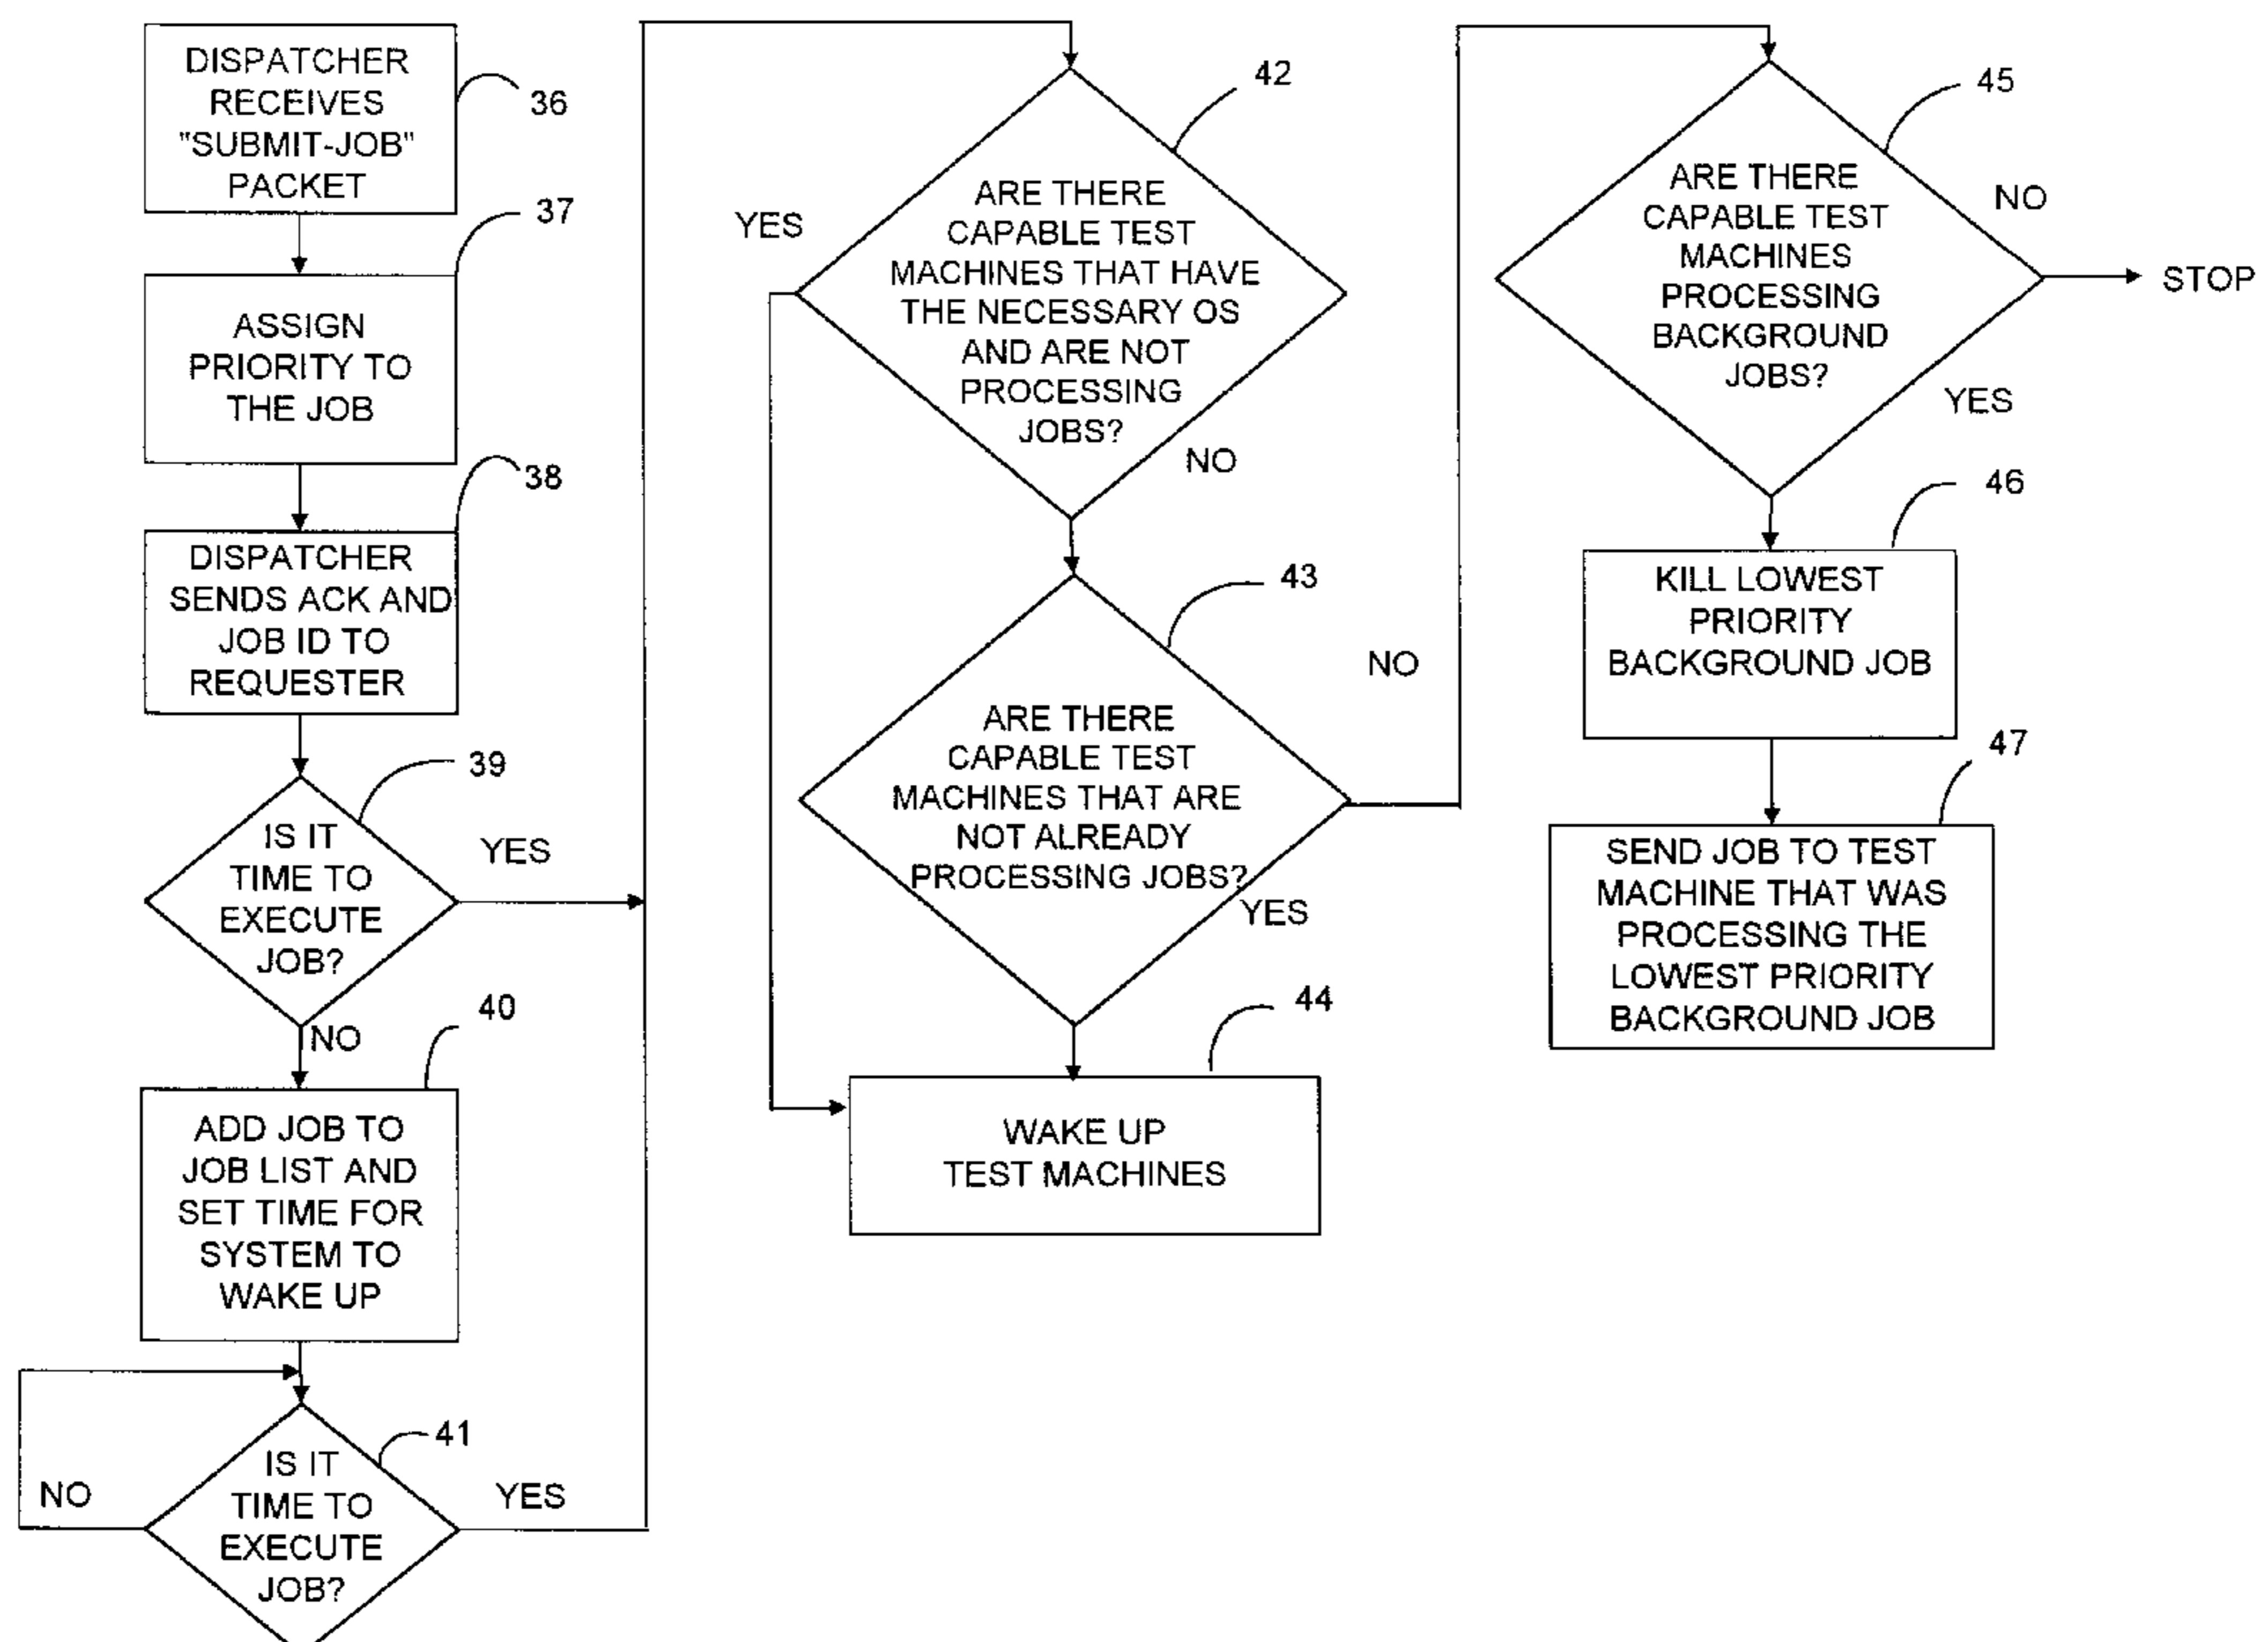 DISPATCHER
RECEIVES
"SUBMIT-JOB"
PACKET
36
37
ASSIGN
PRIORITY TO
THE JOB
38
DISPATCHER
SENDS ACK AND
JOB ID TO
REQUESTER
39
IS IT
TIME TO
EXECUTE
JOB?
YES
NO
40
ADD JOB TO
JOB LIST AND
SET TIME FOR
SYSTEM TO
WAKE UP
41
IS IT
TIME TO
EXECUTE
JOB?
NO
YES
42
YES
ARE THERE
CAPABLE TEST
MACHINES THAT HAVE
THE NECESSARY OS
AND ARE NOT
PROCESSING
JOBS?
NO
43
NO
ARE THERE
CAPABLE TEST
MACHINES THAT ARE
NOT ALREADY
PROCESSING JOBS?
YES
44
WAKE UP
TEST MACHINES
45
ARE THERE
CAPABLE TEST
MACHINES
PROCESSING
BACKGROUND
JOBS?
NO
STOP
YES
46
KILL LOWEST
PRIORITY
BACKGROUND JOB
47
SEND JOB TO TEST
MACHINE THAT WAS
PROCESSING THE
LOWEST PRIORITY
BACKGROUND JOB